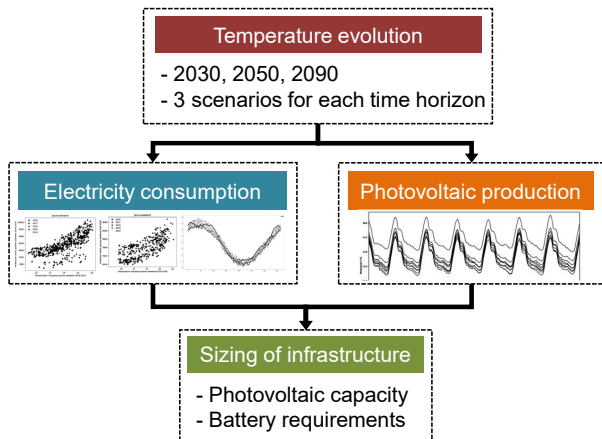 Temperature evolution
- 2030, 2050, 2090
- 3 scenarios for each time horizon
Electricity consumption
Photovoltaic production
Sizing of infrastructure
- Photovoltaic capacity
- Battery requirements